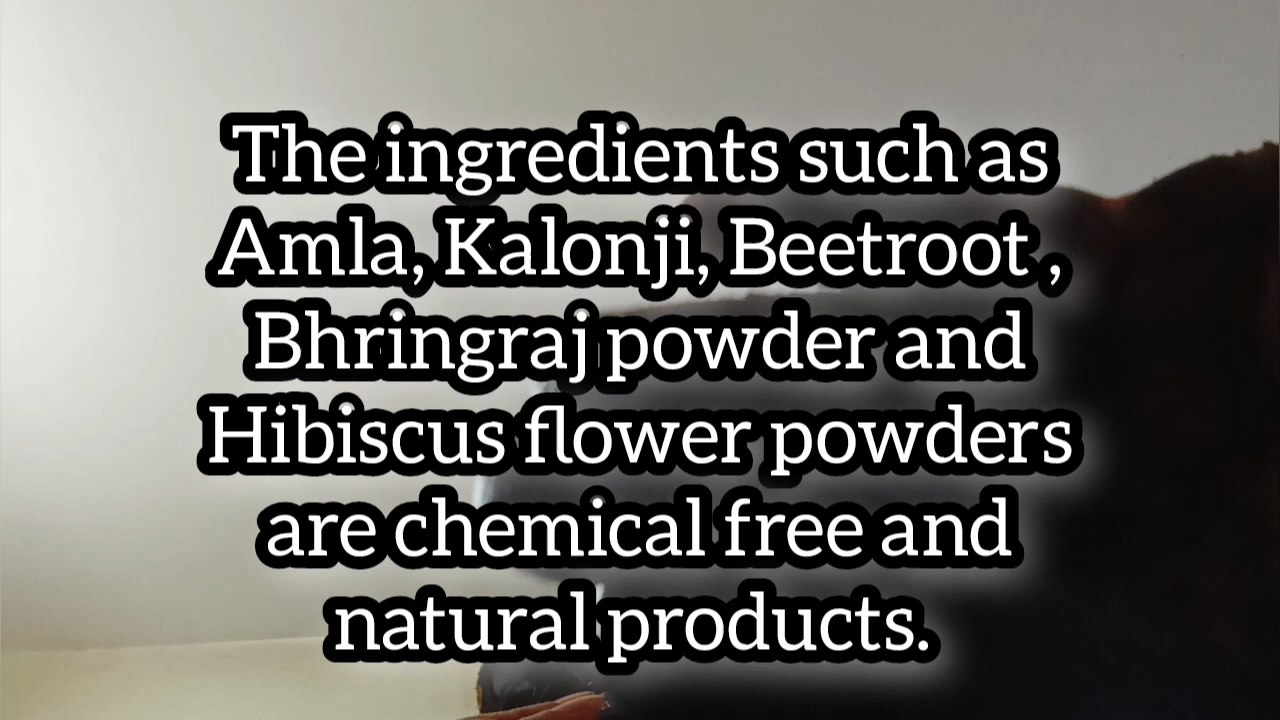 The ingredients such as
Amla, Kalonji, Beetroot ,
Bhringraj powder and
Hibiscus flower powders
are chemical free and
natural products.